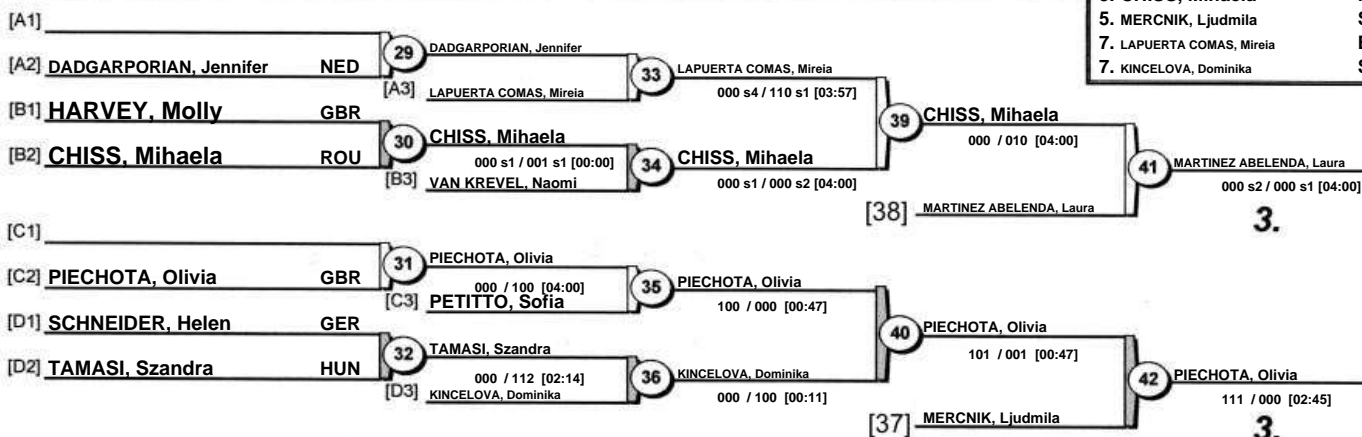 5. MERCNIK, Ljudmila
7. LAPUERTA COMAS, Mireia
7. KINCELOVA, Dominika
[A1]
[A2] DADGARPORIAN, Jennifer NED
29
DADGARPORIAN, Jennifer
[A3] LAPUERTA COMAS, Mireia
33
LAPUERTA COMAS, Mireia
000 s4 / 110 s1 [03:57]
[B1] HARVEY, Molly GBR
[B2] CHISS, Mihaela ROU
30
CHISS, Mihaela
000 s1 / 001 s1 [00:00]
[B3] VAN KREVEL, Naomi
34
CHISS, Mihaela
000 s1 / 000 s2 [04:00]
39
CHISS, Mihaela
000 / 010 [04:00]
[38] MARTINEZ ABELENDA, Laura
41
MARTINEZ ABELENDA, Laura
000 s2 / 000 s1 [04:00]
3.
[C1]
[C2] PIECHOTA, Olivia GBR
31
PIECHOTA, Olivia
000 / 100 [04:00]
[C3] PETITTO, Sofia
35
PIECHOTA, Olivia
100 / 000 [00:47]
[D1] SCHNEIDER, Helen GER
[D2] TAMASI, Szandra HUN
32
TAMASI, Szandra
000 / 112 [02:14]
[D3] KINCELOVA, Dominika
36
KINCELOVA, Dominika
000 / 100 [00:11]
40
PIECHOTA, Olivia
101 / 001 [00:47]
[37] MERCNIK, Ljudmila
42
PIECHOTA, Olivia
111 / 000 [02:45]
3.